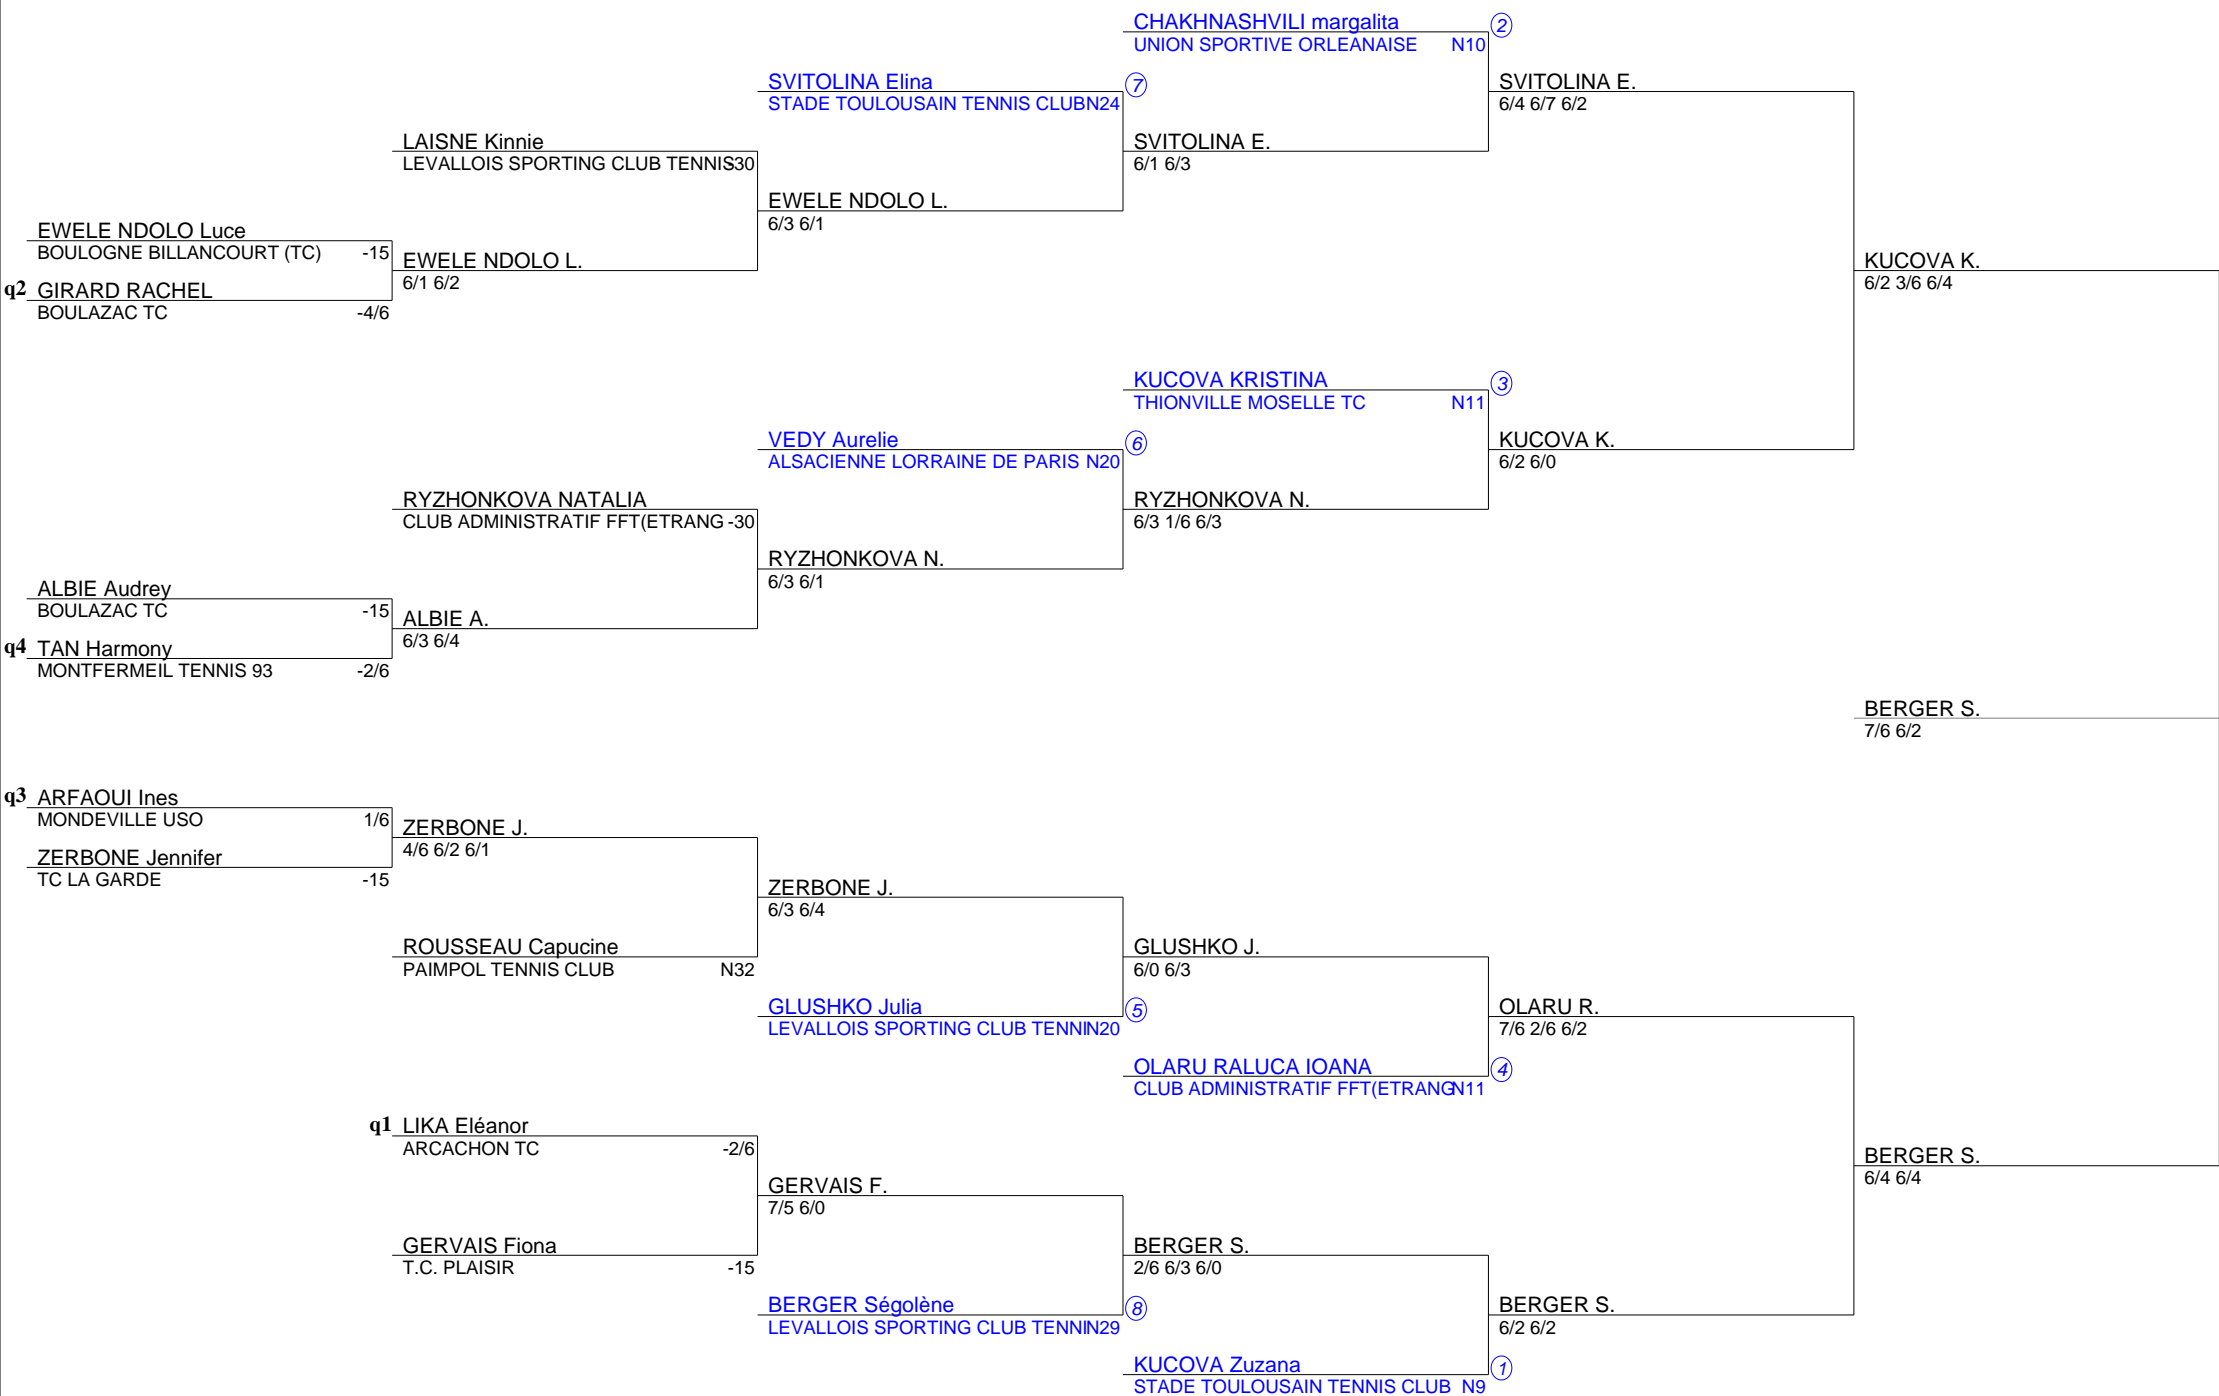 CHAKHNASHVILI margalita 2
UNION SPORTIVE ORLEANAISE N10
SVITOLINA Elina 7
STADE TOULOUSAIN TENNIS CLUBN24
SVITOLINA E.
6/4 6/7 6/2
LAISNE Kinnie
LEVALLOIS SPORTING CLUB TENNIS-30
SVITOLINA E.
6/1 6/3
EWELE NDOLO L.
6/3 6/1
EWELE NDOLO Luce
BOULOGNE BILLANCOURT (TC) -15
EWELE NDOLO L.
6/1 6/2
KUCOVA K.
6/2 3/6 6/4
q2 GIRARD RACHEL
BOULAZAC TC -4/6
KUCOVA KRISTINA 3
THIONVILLE MOSELLE TC N11
VEDY Aurelie 6
ALSACIENNE LORRAINE DE PARIS N20
KUCOVA K.
6/2 6/0
RYZHONKOVA NATALIA
CLUB ADMINISTRATIF FFT(ETRANG -30
RYZHONKOVA N.
6/3 1/6 6/3
RYZHONKOVA N.
6/3 6/1
ALBIE Audrey
BOULAZAC TC -15
ALBIE A.
6/3 6/4
q4 TAN Harmony
MONTFERMEIL TENNIS 93 -2/6
BERGER S.
7/6 6/2
q3 ARFAOUI Ines
MONDEVILLE USO 1/6
ZERBONE J.
4/6 6/2 6/1
ZERBONE Jennifer
TC LA GARDE -15
ZERBONE J.
6/3 6/4
ROUSSEAU Capucine
PAIMPOL TENNIS CLUB N32
GLUSHKO J.
6/0 6/3
GLUSHKO Julia 5
LEVALLOIS SPORTING CLUB TENNIN20
OLARU R.
7/6 2/6 6/2
OLARU RALUCA IOANA 4
CLUB ADMINISTRATIF FFT(ETRANGN11
q1 LIKA Eléanor
ARCACHON TC -2/6
BERGER S.
6/4 6/4
GERVAIS F.
7/5 6/0
GERVAIS Fiona
T.C. PLAISIR -15
BERGER S.
2/6 6/3 6/0
BERGER Ségolène 8
LEVALLOIS SPORTING CLUB TENNIN29
BERGER S.
6/2 6/2
KUCOVA Zuzana 1
STADE TOULOUSAIN TENNIS CLUB N9